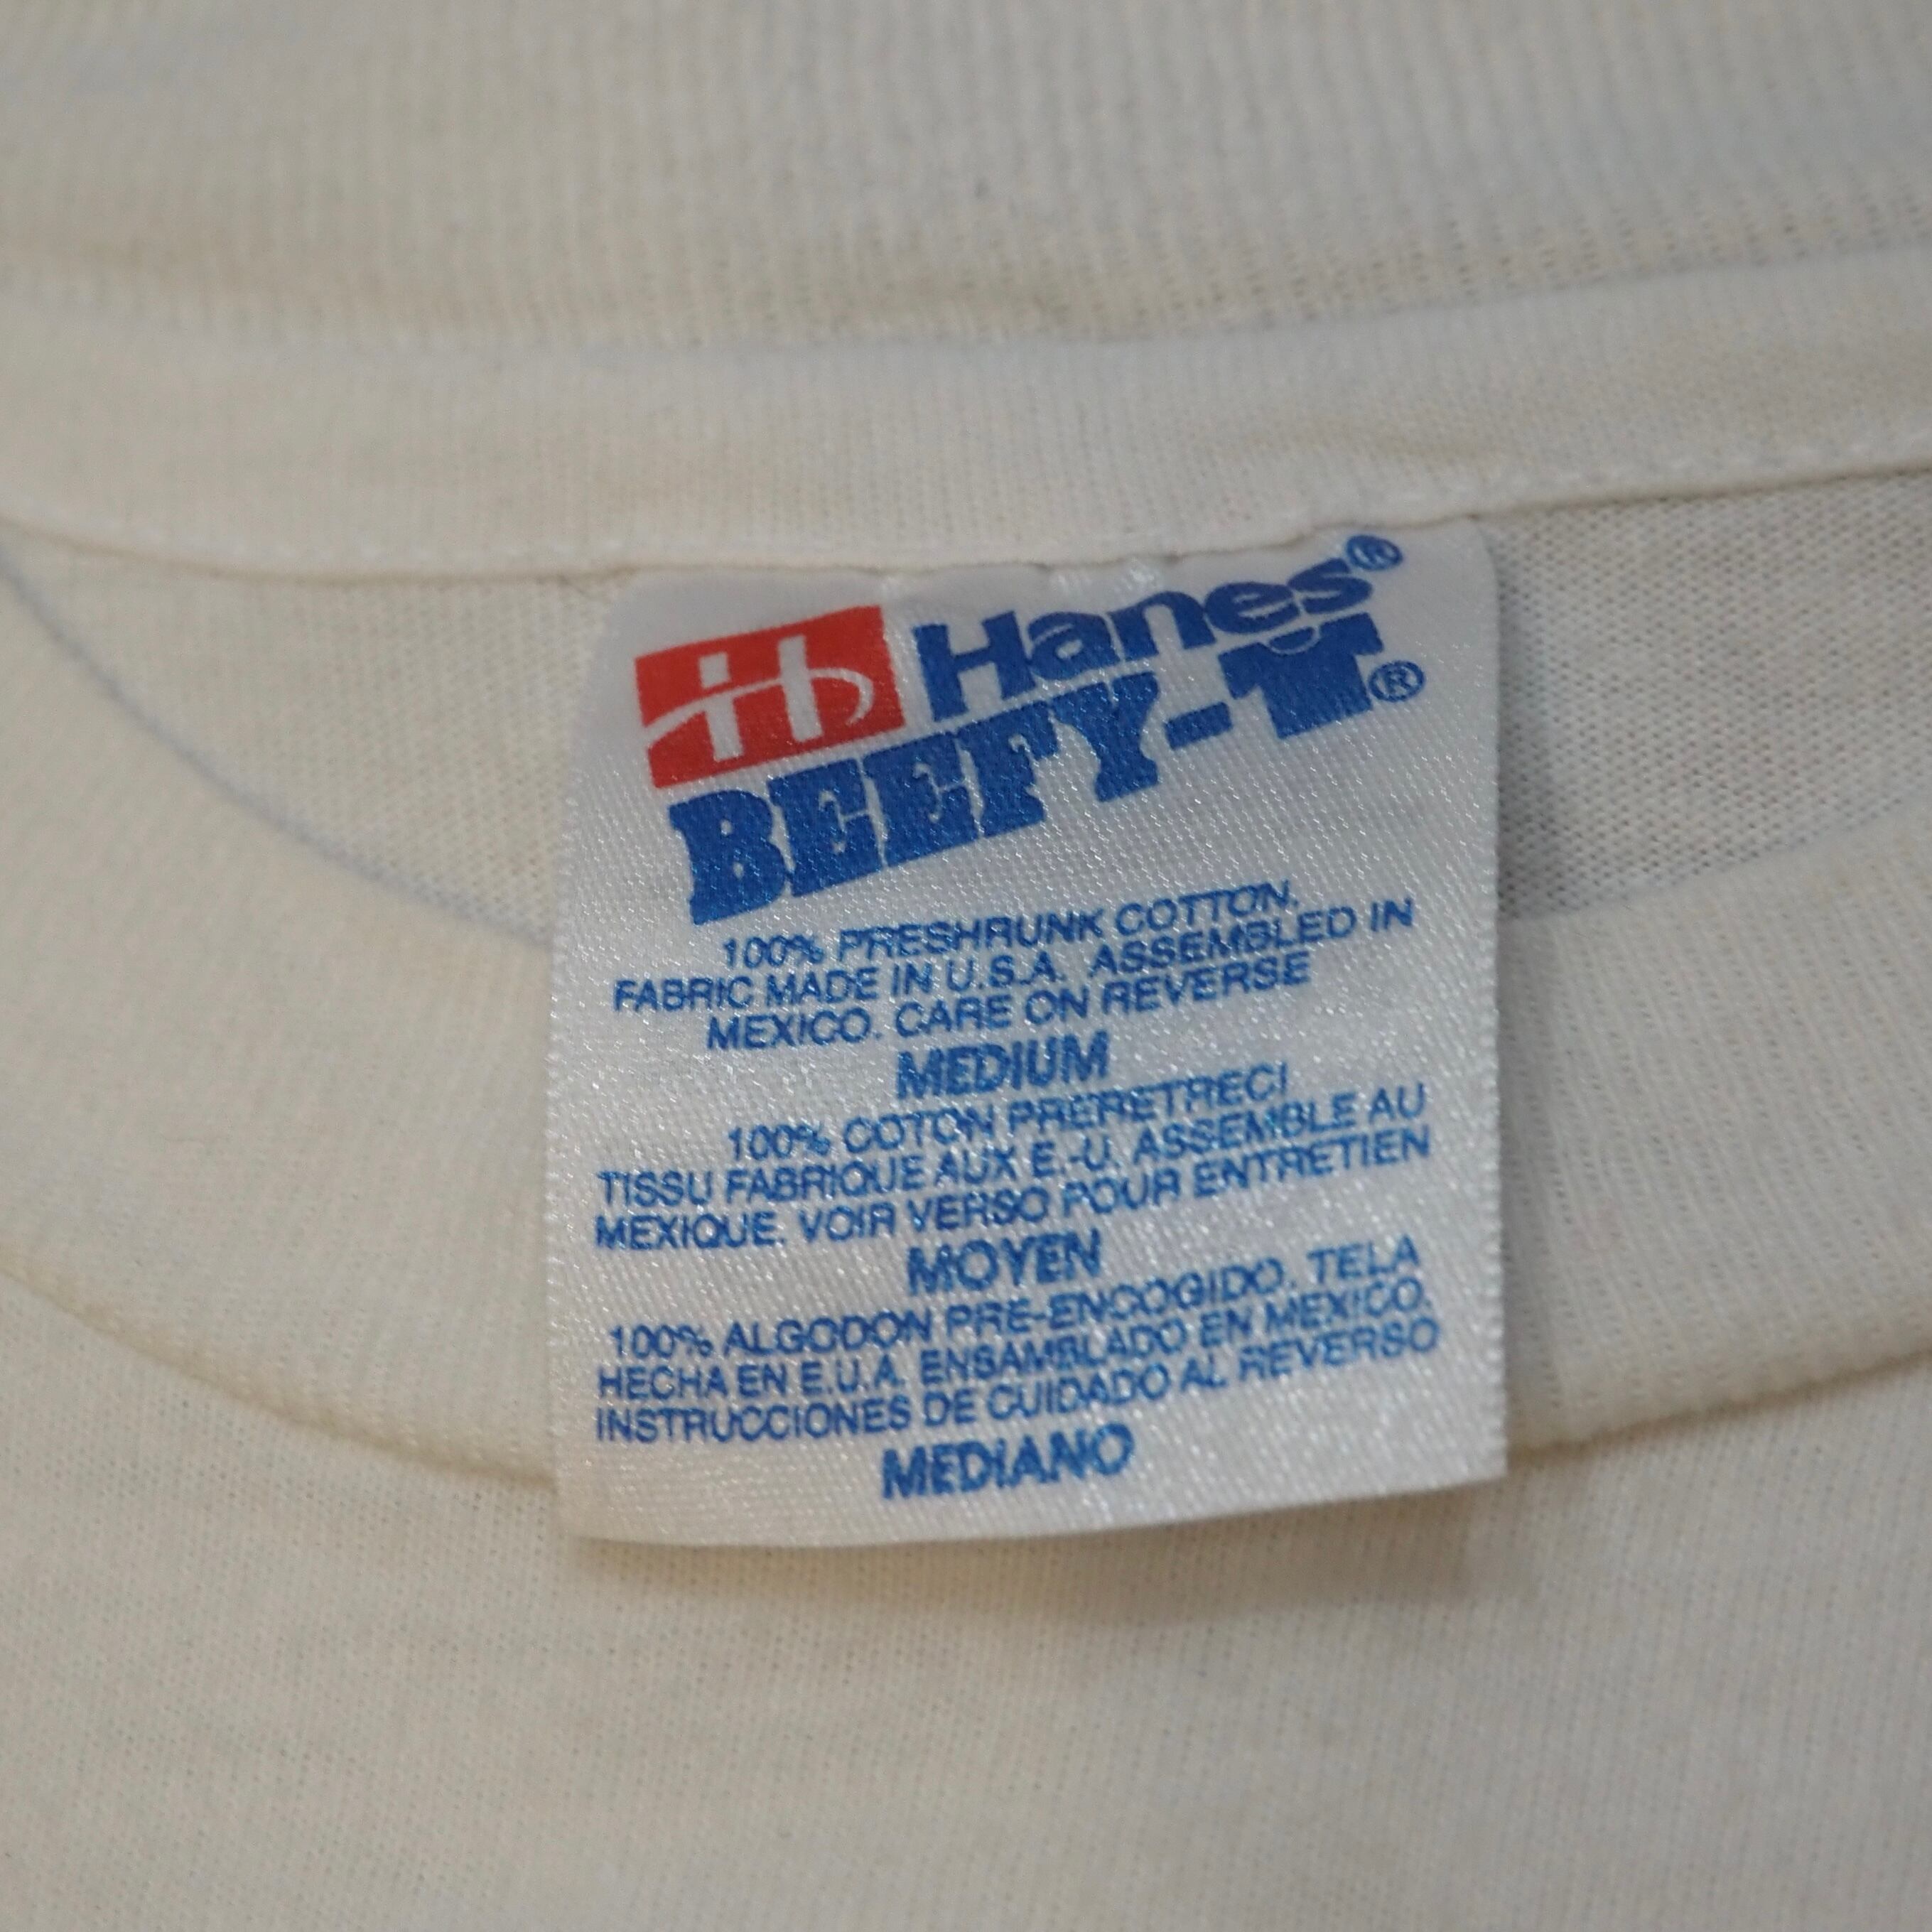 Hanes®
BEEFY-T®
100% PRESHRUNK COTTON.
FABRIC MADE IN U.S.A. ASSEMBLED IN
MEXICO. CARE ON REVERSE
MEDIUM
100% COTON PRERETRECI
TISSU FABRIQUE AUX E.-U. ASSEMBLE AU
MEXIQUE. VOIR VERSO POUR ENTRETIEN
MOYEN
100% ALGODON PRE-ENCOGIDO. TELA
HECHA EN E.U.A. ENSAMBLADO EN MEXICO.
INSTRUCCIONES DE CUIDADO AL REVERSO
MEDIANO